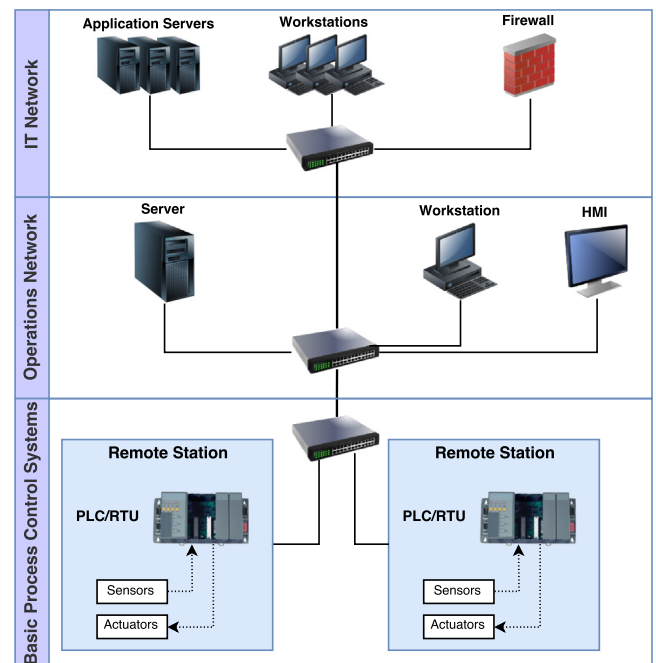 IT Network
Application Servers
Workstations
Firewall
Operations Network
Server
Workstation
HMI
Basic Process Control Systems
Remote Station
PLC/RTU
Sensors
Actuators
Remote Station
PLC/RTU
Sensors
Actuators